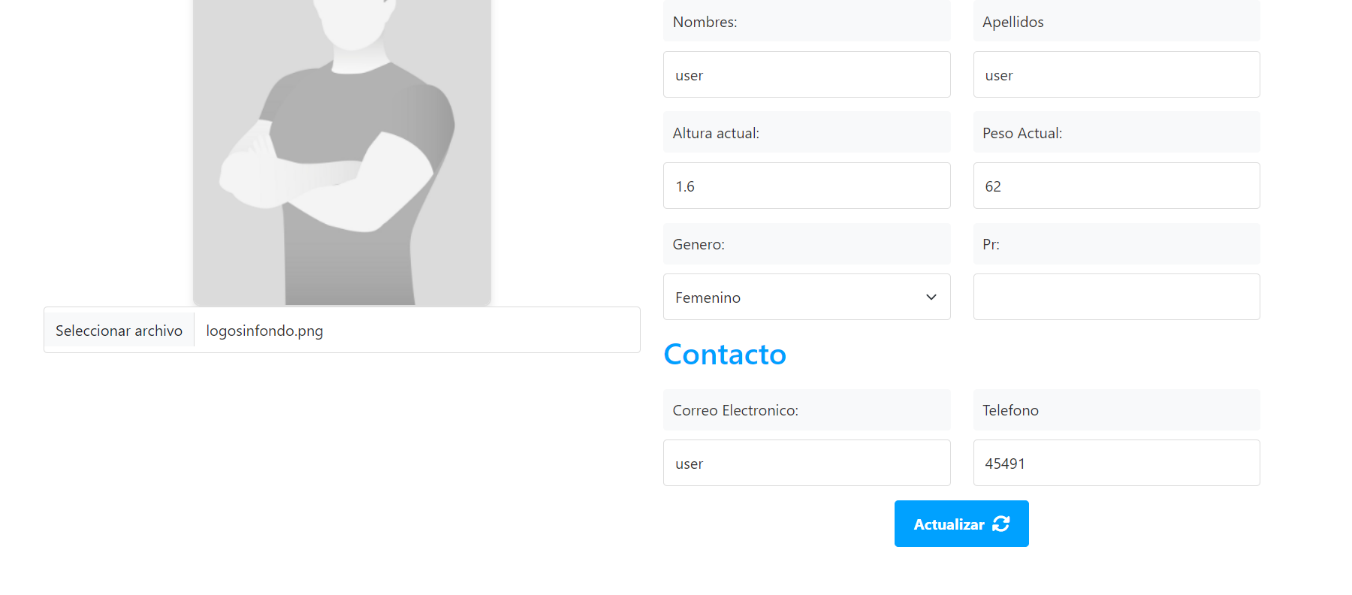 Nombres:
Apellidos
user
user
Altura actual:
Peso Actual:
1.6
62
Genero:
Pr:
Femenino
Seleccionar archivo logosinfondo.png
Contacto
Correo Electronico:
Telefono
user
45491
Actualizar